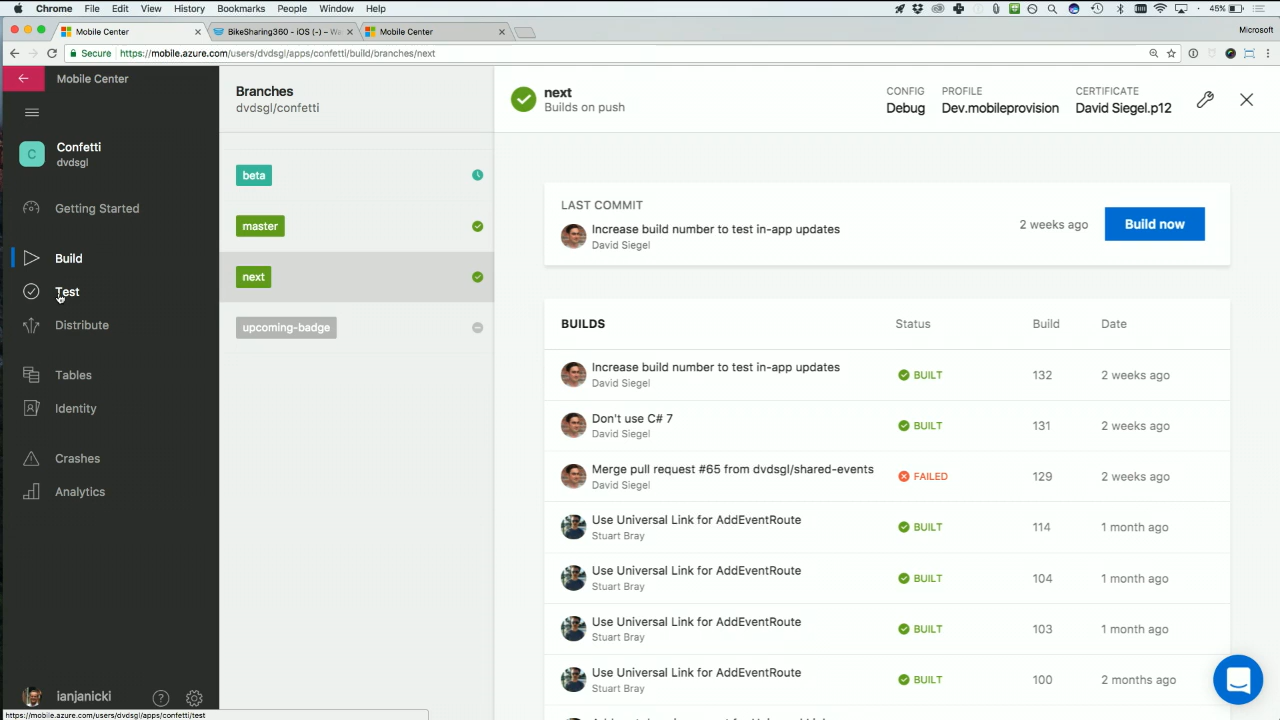 Chrome File Edit View History Bookmarks People Window Help 45%
Mobile Center
BikeSharing360 - iOS (-) – Wa
Mobile Center
Microsoft
Secure https://mobile.azure.com/users/dvdsgl/apps/confetti/build/branches/next
Mobile Center
C
Confetti
dvdsgl
Getting Started
Build
Test
Distribute
Tables
Identity
Crashes
Analytics
ianjanicki
?
https://mobile.azure.com/users/dvdsgl/apps/confetti/test
Branches
dvdsgl/confetti
beta
master
next
upcoming-badge
next
Builds on push
CONFIG
Debug
PROFILE
Dev.mobileprovision
CERTIFICATE
David Siegel.p12
LAST COMMIT
Increase build number to test in-app updates
David Siegel
2 weeks ago
Build now
BUILDS Status Build Date
Increase build number to test in-app updates
David Siegel
BUILT 132 2 weeks ago
Don't use C# 7
David Siegel
BUILT 131 2 weeks ago
Merge pull request #65 from dvdsgl/shared-events
David Siegel
FAILED 129 2 weeks ago
Use Universal Link for AddEventRoute
Stuart Bray
BUILT 114 1 month ago
Use Universal Link for AddEventRoute
Stuart Bray
BUILT 104 1 month ago
Use Universal Link for AddEventRoute
Stuart Bray
BUILT 103 1 month ago
Use Universal Link for AddEventRoute
Stuart Bray
BUILT 100 2 months ago